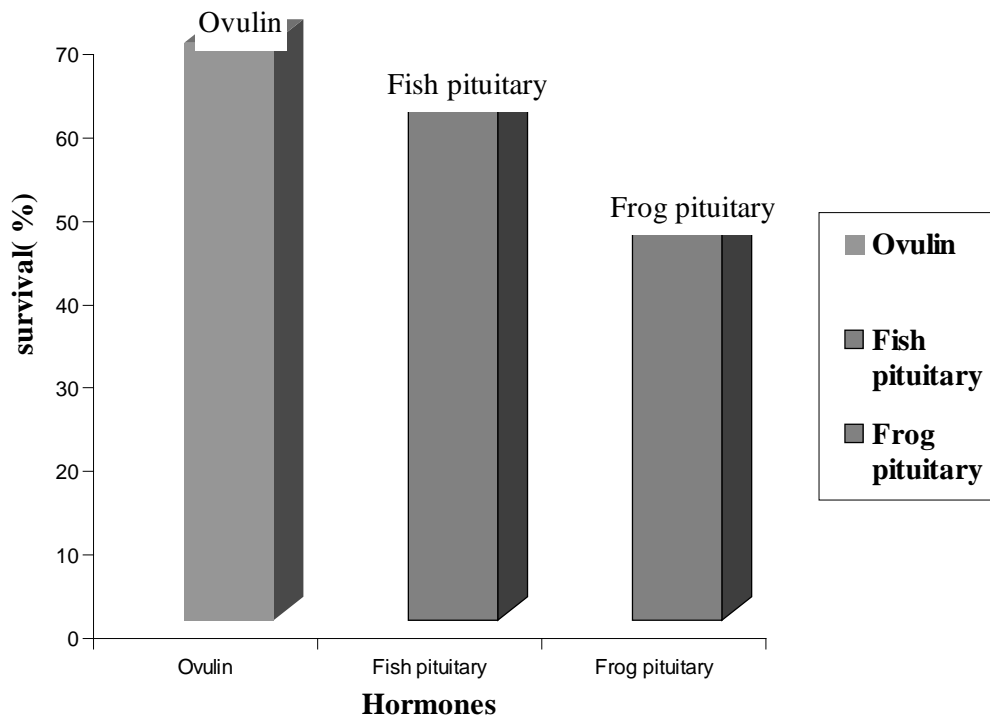 Ovulin
Fish pituitary
Frog pituitary
70
60
50
40
30
20
10
0
survival( %)
Ovulin
Fish pituitary
Frog pituitary
Hormones
Ovulin
Fish
pituitary
Frog
pituitary